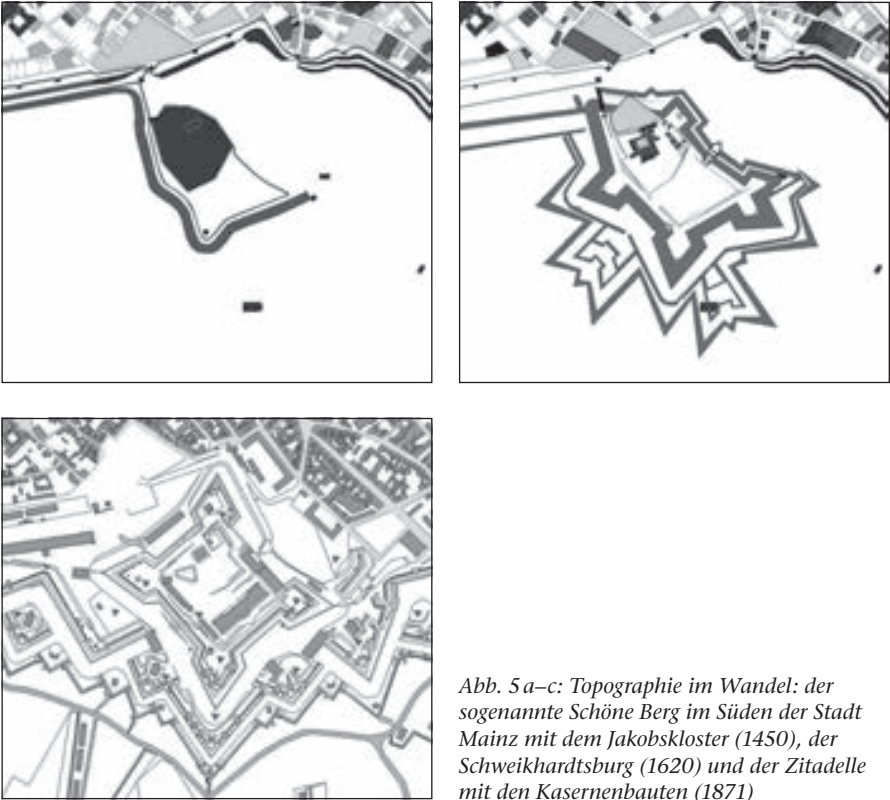 Abb. 5 a–c: Topographie im Wandel: der
sogenannte Schöne Berg im Süden der Stadt
Mainz mit dem Jakobskloster (1450), der
Schweikhardtsburg (1620) und der Zitadelle
mit den Kasernenbauten (1871)